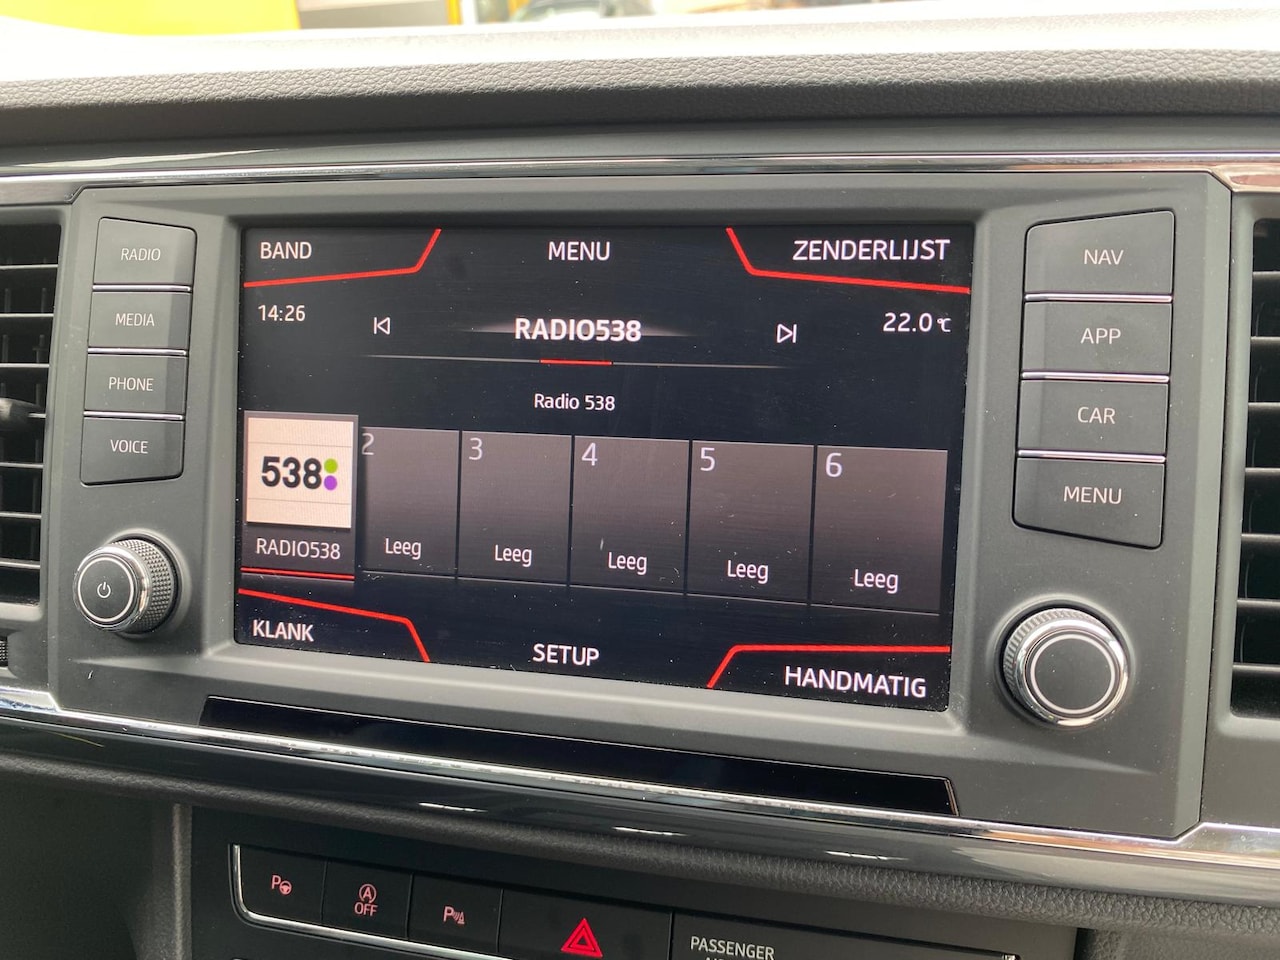 BAND MENU ZENDERLIJST
14:26 RADIO538 22.0°C
Radio 538
538 2 3 4 5 6
RADIO538 Leeg Leeg Leeg Leeg Leeg
KLANK SETUP HANDMATIG
RADIO
MEDIA
PHONE
VOICE
NAV
APP
CAR
MENU
P
A
OFF
P
PASSENGER